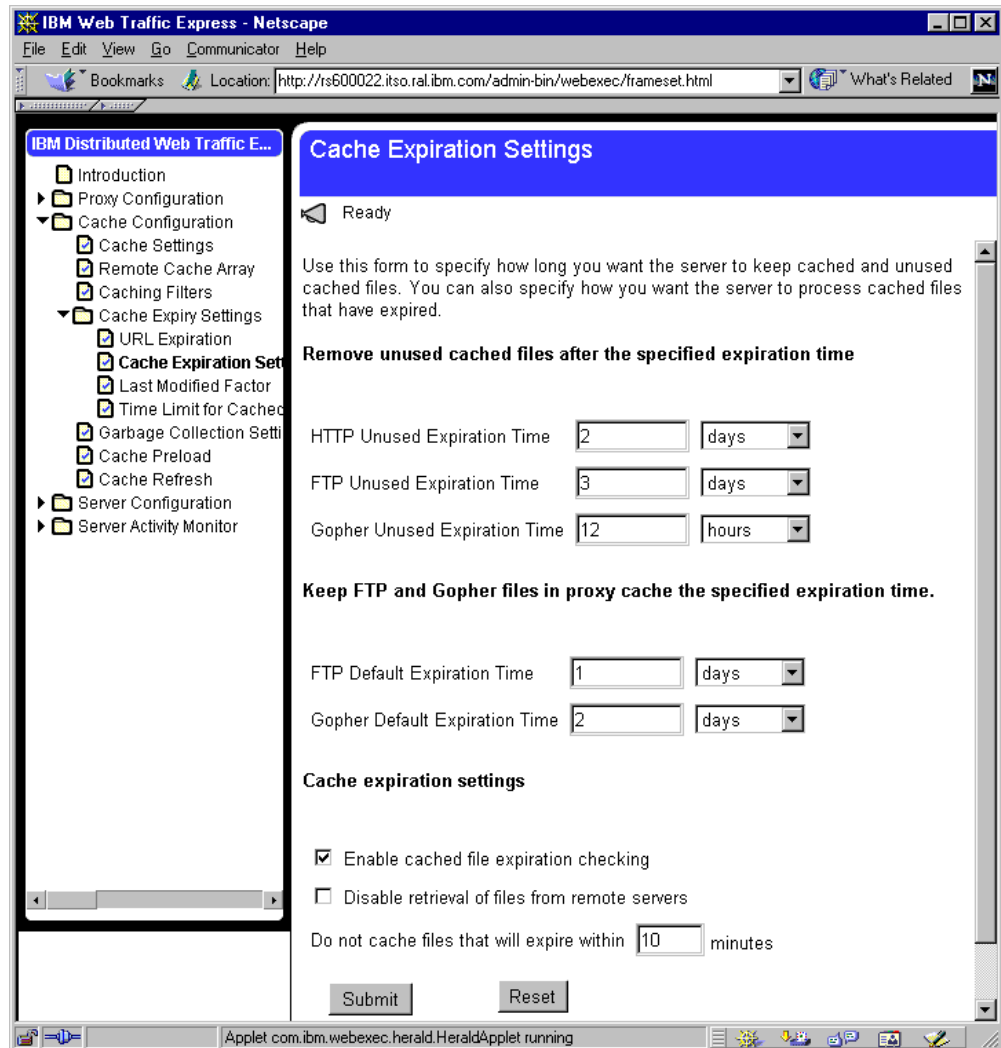 IBM Web Traffic Express - Netscape
File Edit View Go Communicator Help
Bookmarks Location: http://rs600022.itso.ral.ibm.com/admin-bin/webexec/frameset.html What's Related N
IBM Distributed Web Traffic E...
Introduction
Proxy Configuration
Cache Configuration
Cache Settings
Remote Cache Array
Caching Filters
Cache Expiry Settings
URL Expiration
Cache Expiration Sett
Last Modified Factor
Time Limit for Cached
Garbage Collection Setti
Cache Preload
Cache Refresh
Server Configuration
Server Activity Monitor
Cache Expiration Settings
Ready
Use this form to specify how long you want the server to keep cached and unused
cached files. You can also specify how you want the server to process cached files
that have expired.
Remove unused cached files after the specified expiration time
HTTP Unused Expiration Time 2 days
FTP Unused Expiration Time 3 days
Gopher Unused Expiration Time 12 hours
Keep FTP and Gopher files in proxy cache the specified expiration time.
FTP Default Expiration Time 1 days
Gopher Default Expiration Time 2 days
Cache expiration settings
Enable cached file expiration checking
Disable retrieval of files from remote servers
Do not cache files that will expire within 10 minutes
Submit Reset
Applet com.ibm.webexec.herald.HeraldApplet running